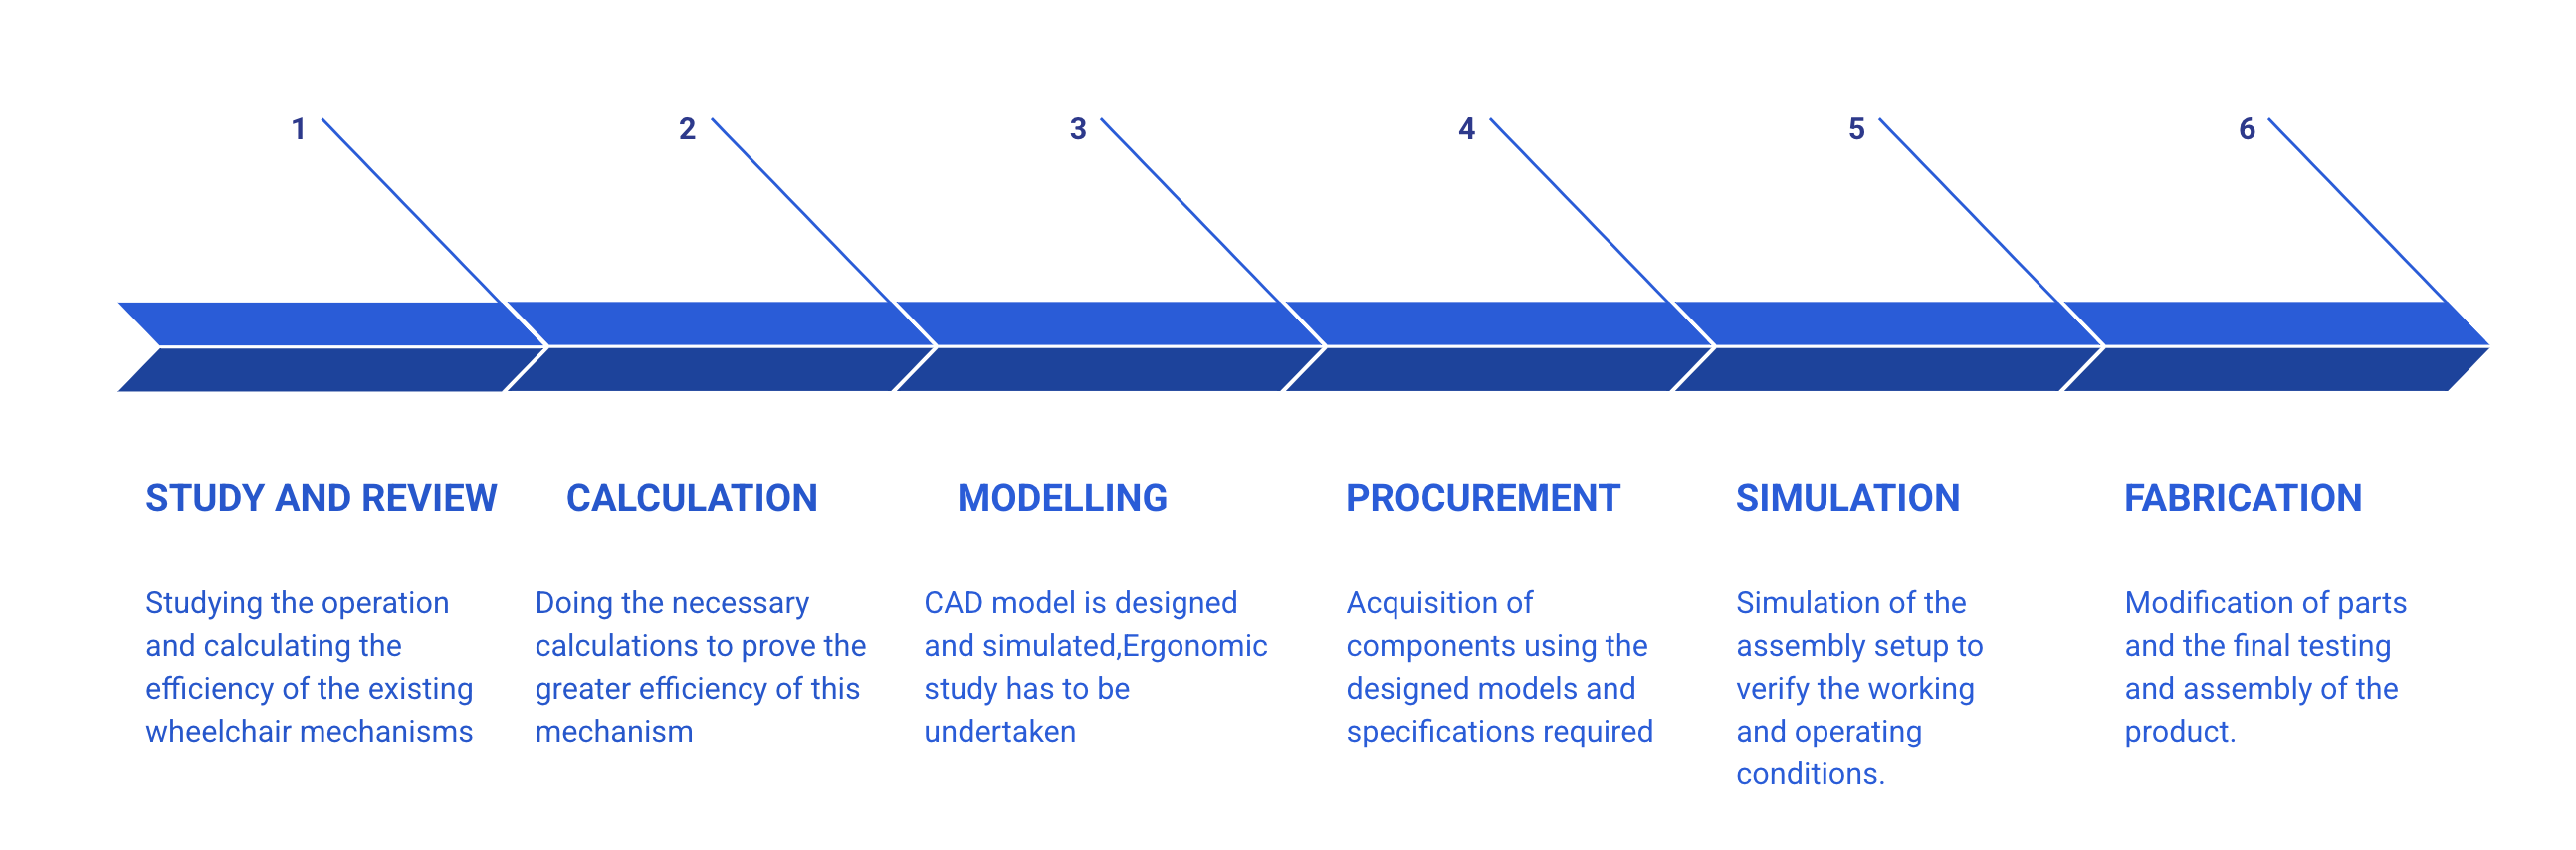 1
2
3
4
5
6
STUDY AND REVIEW
Studying the operation
and calculating the
efficiency of the existing
wheelchair mechanisms
CALCULATION
Doing the necessary
calculations to prove the
greater efficiency of this
mechanism
MODELLING
CAD model is designed
and simulated,Ergonomic
study has to be
undertaken
PROCUREMENT
Acquisition of
components using the
designed models and
specifications required
SIMULATION
Simulation of the
assembly setup to
verify the working
and operating
conditions.
FABRICATION
Modification of parts
and the final testing
and assembly of the
product.